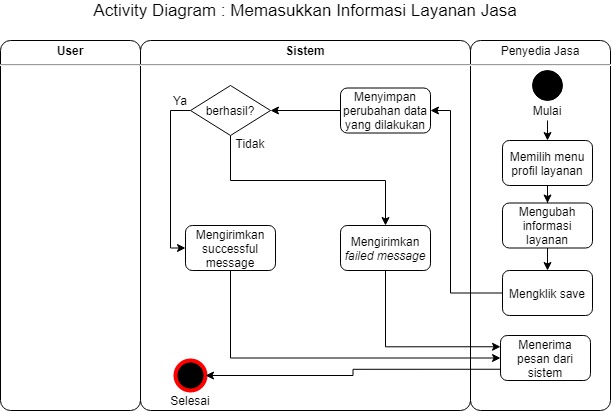 Activity Diagram : Memasukkan Informasi Layanan Jasa
User
Sistem
Penyedia Jasa
Mulai
Memilih menu
profil layanan
Mengubah
informasi
layanan
Mengklik save
Menyimpan
perubahan data
yang dilakukan
berhasil?
Ya
Tidak
Mengirimkan
successful
message
Mengirimkan
failed message
Menerima
pesan dari
sistem
Selesai